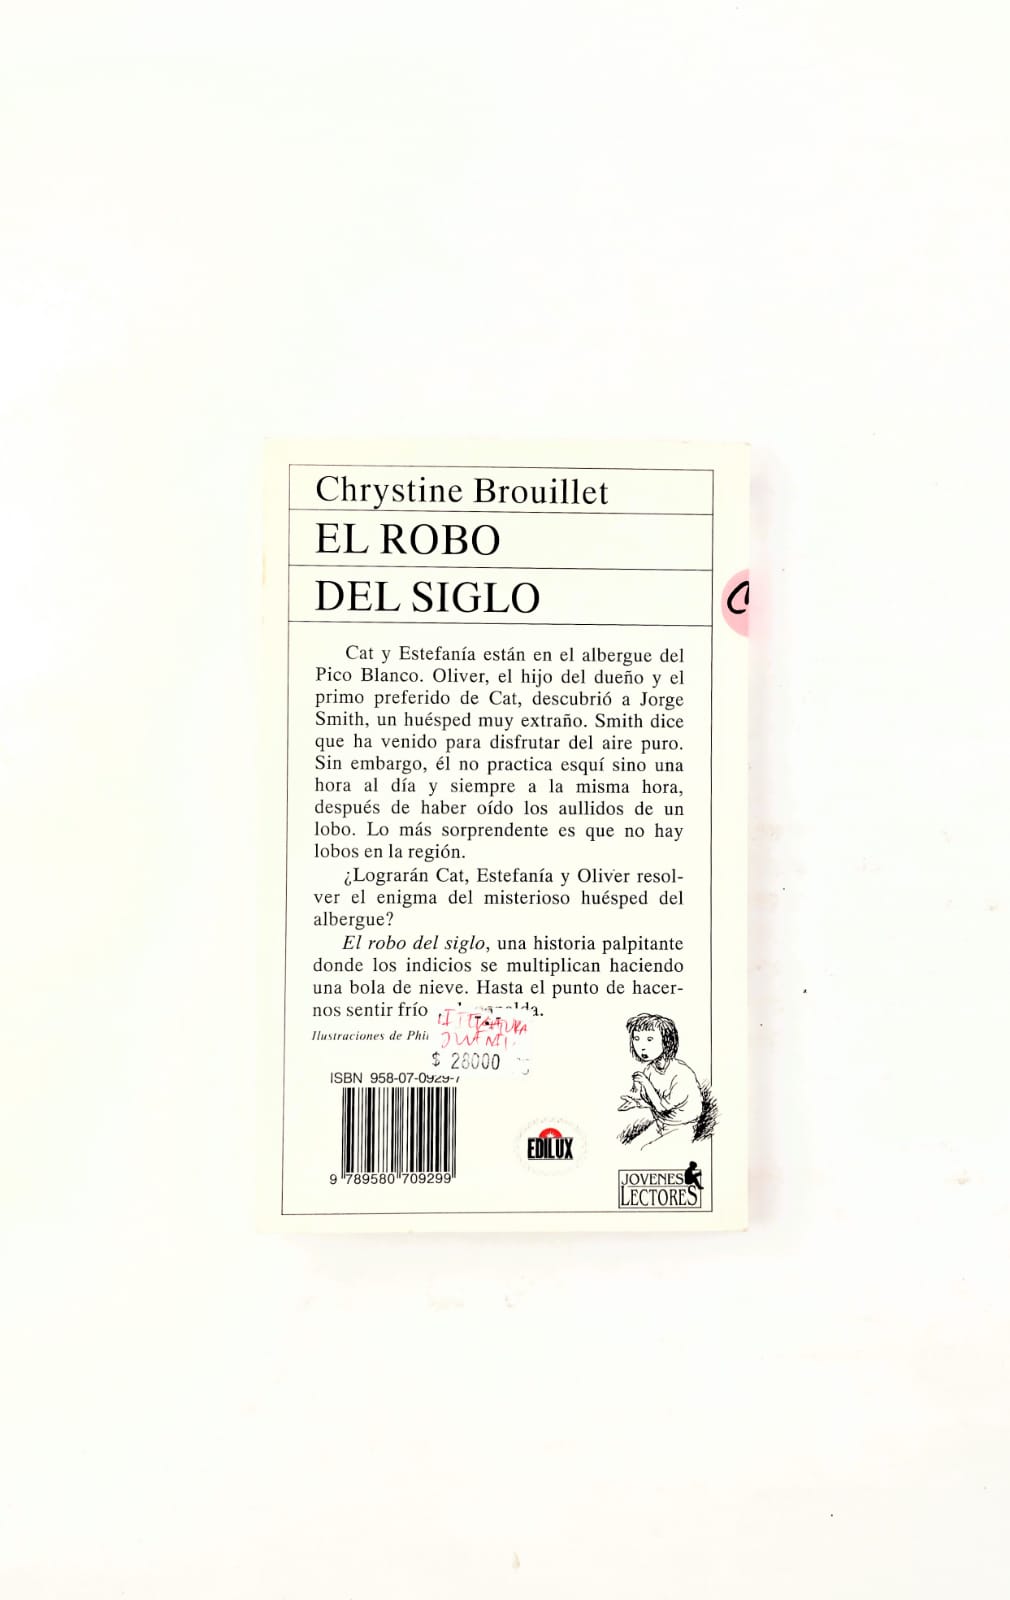 Chrystine Brouillet
EL ROBO
DEL SIGLO
Cat y Estefanía están en el albergue del
Pico Blanco. Oliver, el hijo del dueño y el
primo preferido de Cat, descubrió a Jorge
Smith, un huésped muy extraño. Smith dice
que ha venido para disfrutar del aire puro.
Sin embargo, él no practica esquí sino una
hora al día y siempre a la misma hora,
después de haber oído los aullidos de un
lobo. Lo más sorprendente es que no hay
lobos en la región.
¿Lograrán Cat, Estefanía y Oliver resol-
ver el enigma del misterioso huésped del
albergue?
El robo del siglo, una historia palpitante
donde los indicios se multiplican haciendo
una bola de nieve. Hasta el punto de hacer-
nos sentir frío
Ilustraciones de
LITERATURA
$ 28000
ISBN 958-07-0929-7
9 789580 709299
EDILUX
JOVENES
LECTORES